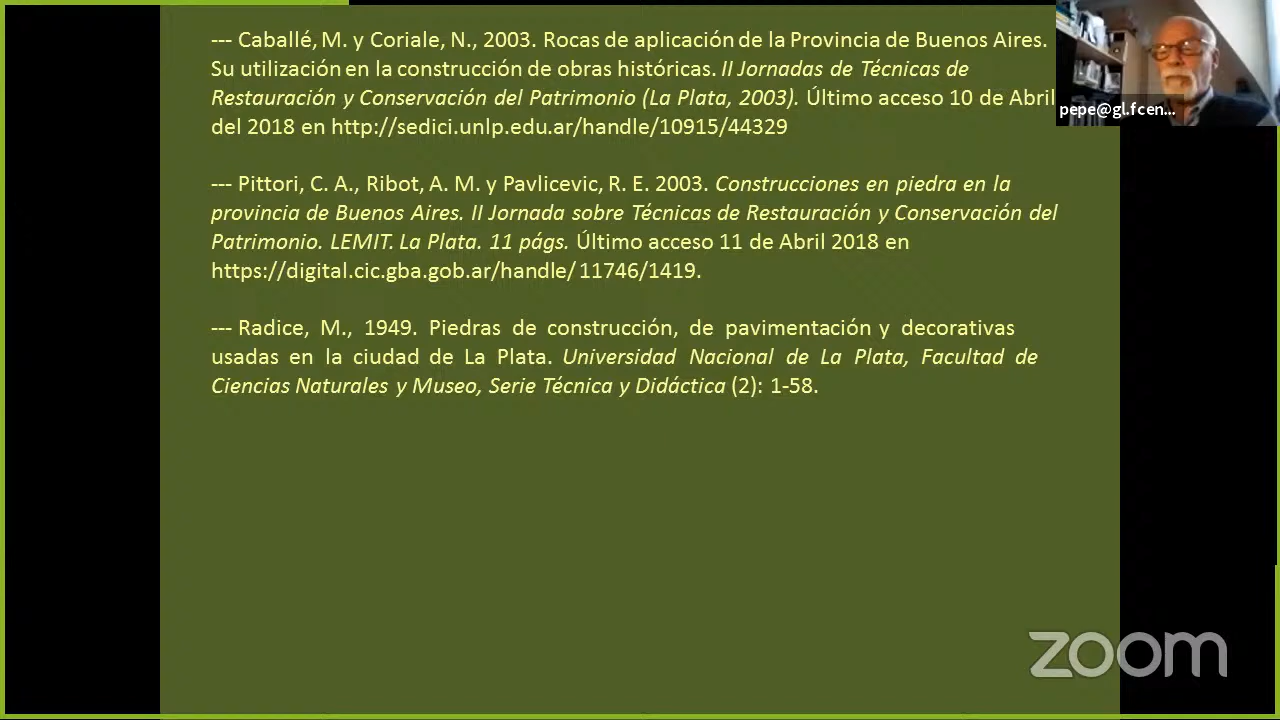 --- Caballé, M. y Coriale, N., 2003. Rocas de aplicación de la Provincia de Buenos Aires.
Su utilización en la construcción de obras históricas. II Jornadas de Técnicas de
Restauración y Conservación del Patrimonio (La Plata, 2003). Último acceso 10 de Abril
del 2018 en http://sedici.unlp.edu.ar/handle/10915/44329
pepe@gl.fcen...
--- Pittori, C. A., Ribot, A. M. y Pavlicevic, R. E. 2003. Construcciones en piedra en la
provincia de Buenos Aires. II Jornada sobre Técnicas de Restauración y Conservación del
Patrimonio. LEMIT. La Plata. 11 págs. Último acceso 11 de Abril 2018 en
https://digital.cic.gba.gob.ar/handle/ 11746/1419.
--- Radice, M., 1949. Piedras de construcción, de pavimentación y decorativas
usadas en la ciudad de La Plata. Universidad Nacional de La Plata, Facultad de
Ciencias Naturales y Museo, Serie Técnica y Didáctica (2): 1-58.
zoom